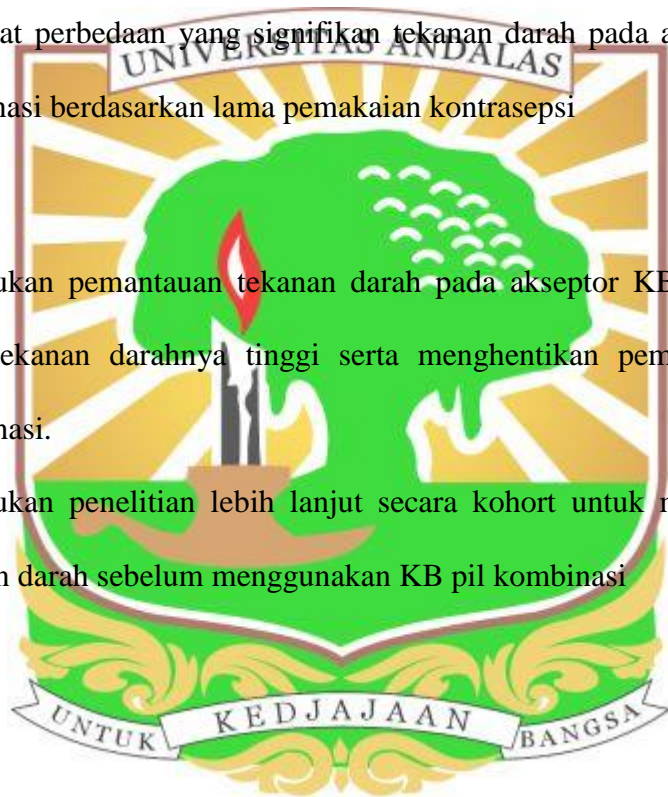 at perbedaan yang signifikan tekanan darah pada a
UNIVERSITAS ANDALAS
nasi berdasarkan lama pemakaian kontrasepsi
ukan pemantauan tekanan darah pada akseptor KB
ekanan darahnya tinggi serta menghentikan pem
nasi.
ukan penelitian lebih lanjut secara kohort untuk
n darah sebelum menggunakan KB pil kombinasi
UNTUK KEDJAJAAN BANGSA